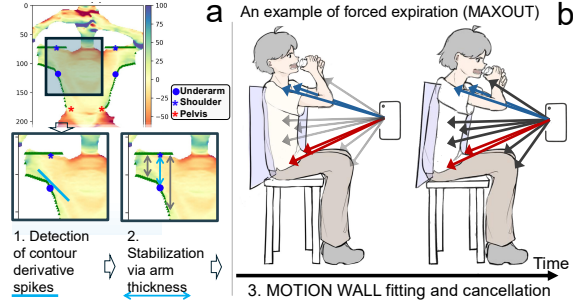 a
An example of forced expiration (MAXOUT)
b
0
50
100
150
200
100
75
50
25
0
−25
−50
Underarm
Shoulder
Pelvis
1. Detection
of contour
derivative
spikes
2.
Stabilization
via arm
thickness
Time
3. MOTION WALL fitting and cancellation